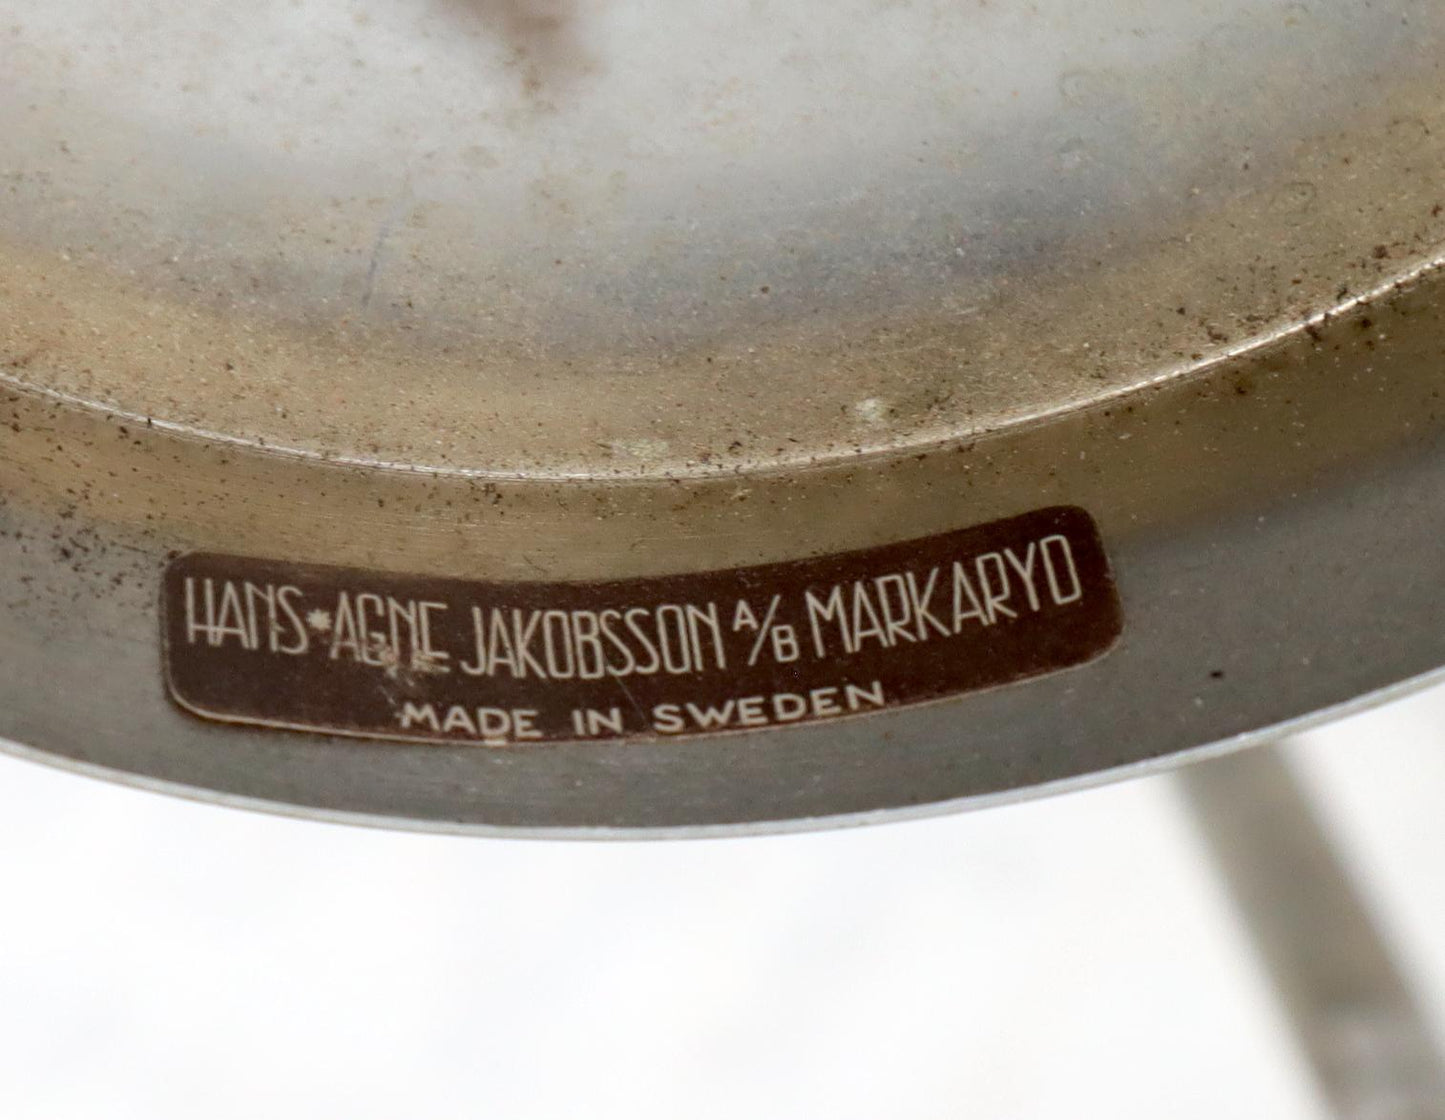 HANS*AGNE JAKOBSSON A/B MARKARYD
MADE IN SWEDEN